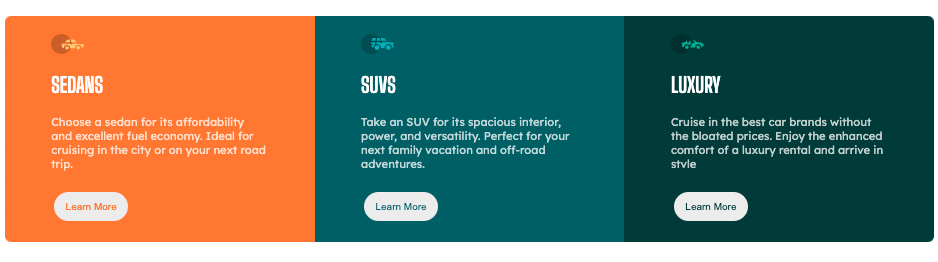 SEDANS
Choose a sedan for its affordability
and excellent fuel economy. Ideal for
cruising in the city or on your next road
trip.
Learn More
SUVS
Take an SUV for its spacious interior,
power, and versatility. Perfect for your
next family vacation and off-road
adventures.
Learn More
LUXURY
Cruise in the best car brands without
the bloated prices. Enjoy the enhanced
comfort of a luxury rental and arrive in
style
Learn More